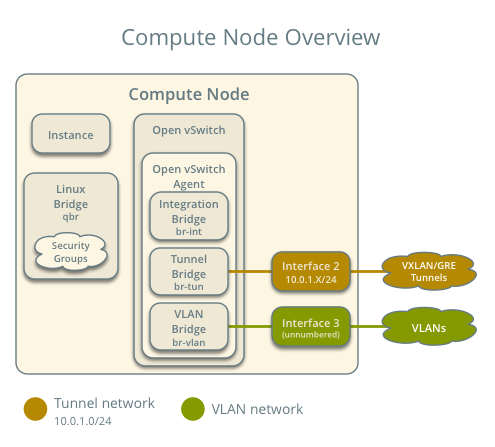 Compute Node Overview
Compute Node
Instance
Linux
Bridge
qbr
Security
Groups
Open vSwitch
Open vSwitch
Agent
Integration
Bridge
br-int
Tunnel
Bridge
br-tun
VLAN
Bridge
br-vlan
Interface 2
10.0.1.X/24
VXLAN/GRE
Tunnels
Interface 3
(unnumbered)
VLANs
Tunnel network
10.0.1.0/24
VLAN network